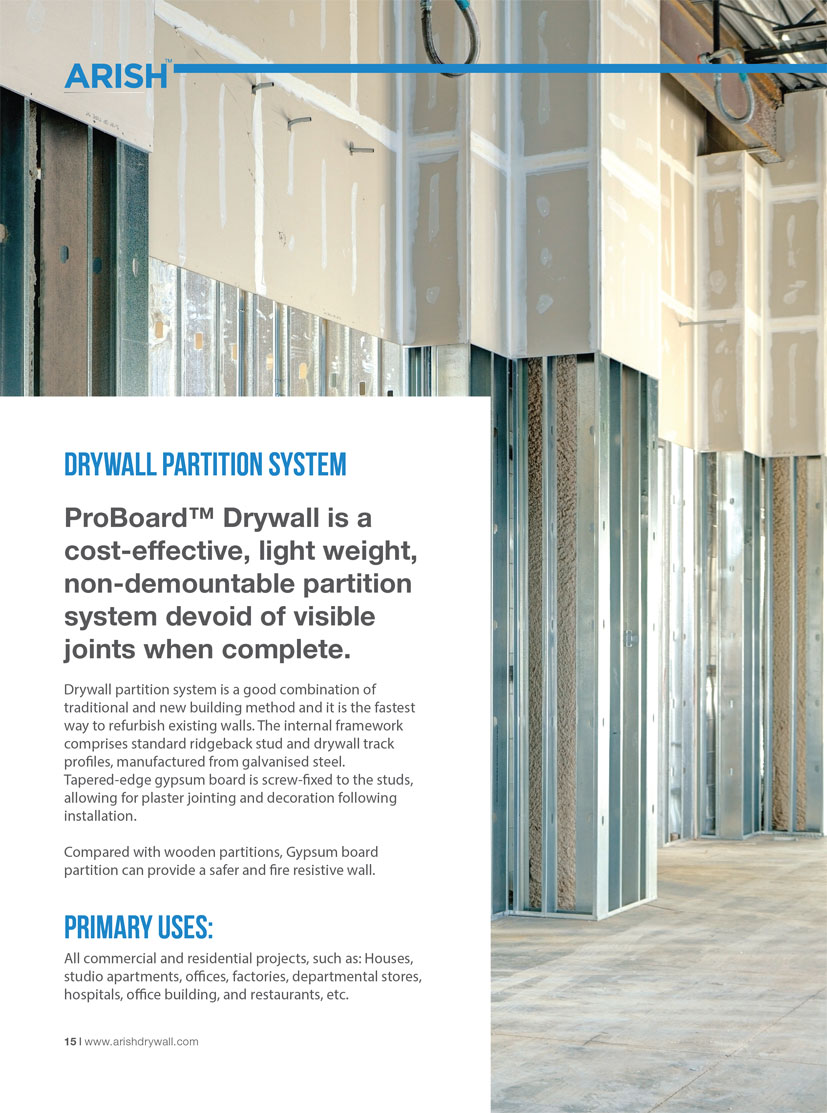 ARISH™
DRYWALL PARTITION SYSTEM
ProBoard™ Drywall is a
cost-effective, light weight,
non-demountable partition
system devoid of visible
joints when complete.
Drywall partition system is a good combination of
traditional and new building method and it is the fastest
way to refurbish existing walls. The internal framework
comprises standard ridgeback stud and drywall track
profiles, manufactured from galvanised steel.
Tapered-edge gypsum board is screw-fixed to the studs,
allowing for plaster jointing and decoration following
installation.
Compared with wooden partitions, Gypsum board
partition can provide a safer and fire resistive wall.
PRIMARY USES:
All commercial and residential projects, such as: Houses,
studio apartments, offices, factories, departmental stores,
hospitals, office building, and restaurants, etc.
15 | www.arishdrywall.com